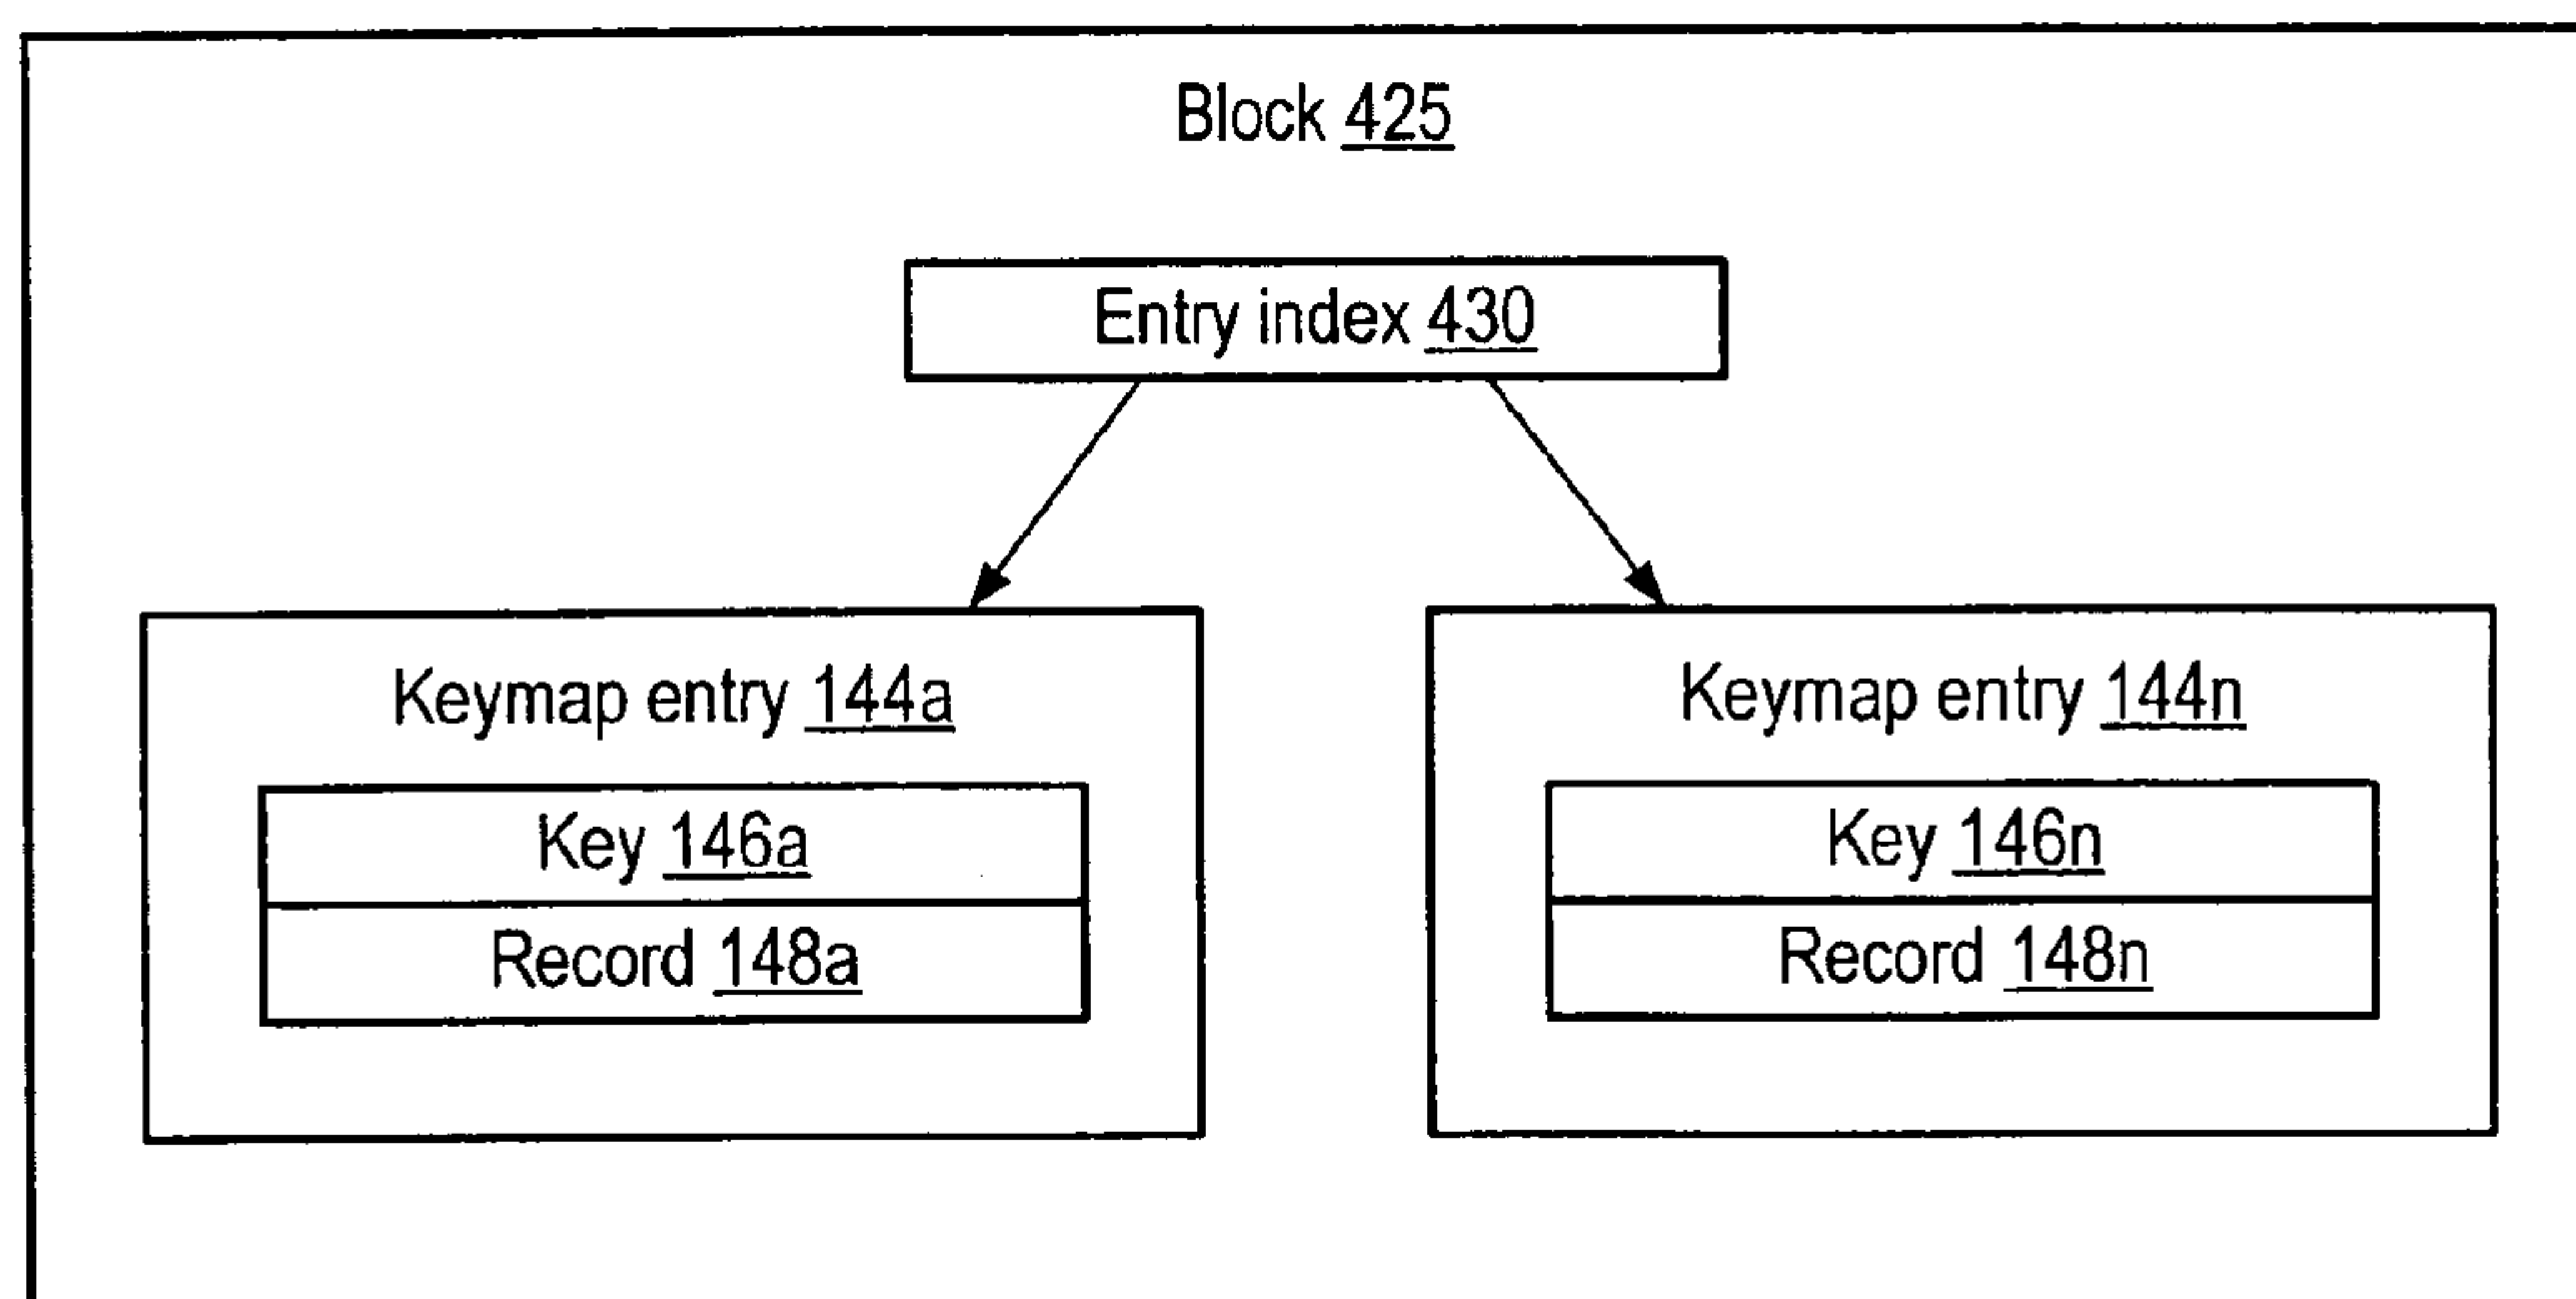 Block 425
Entry index 430
Keymap entry 144a
Key 146a
Record 148a
Keymap entry 144n
Key 146n
Record 148n